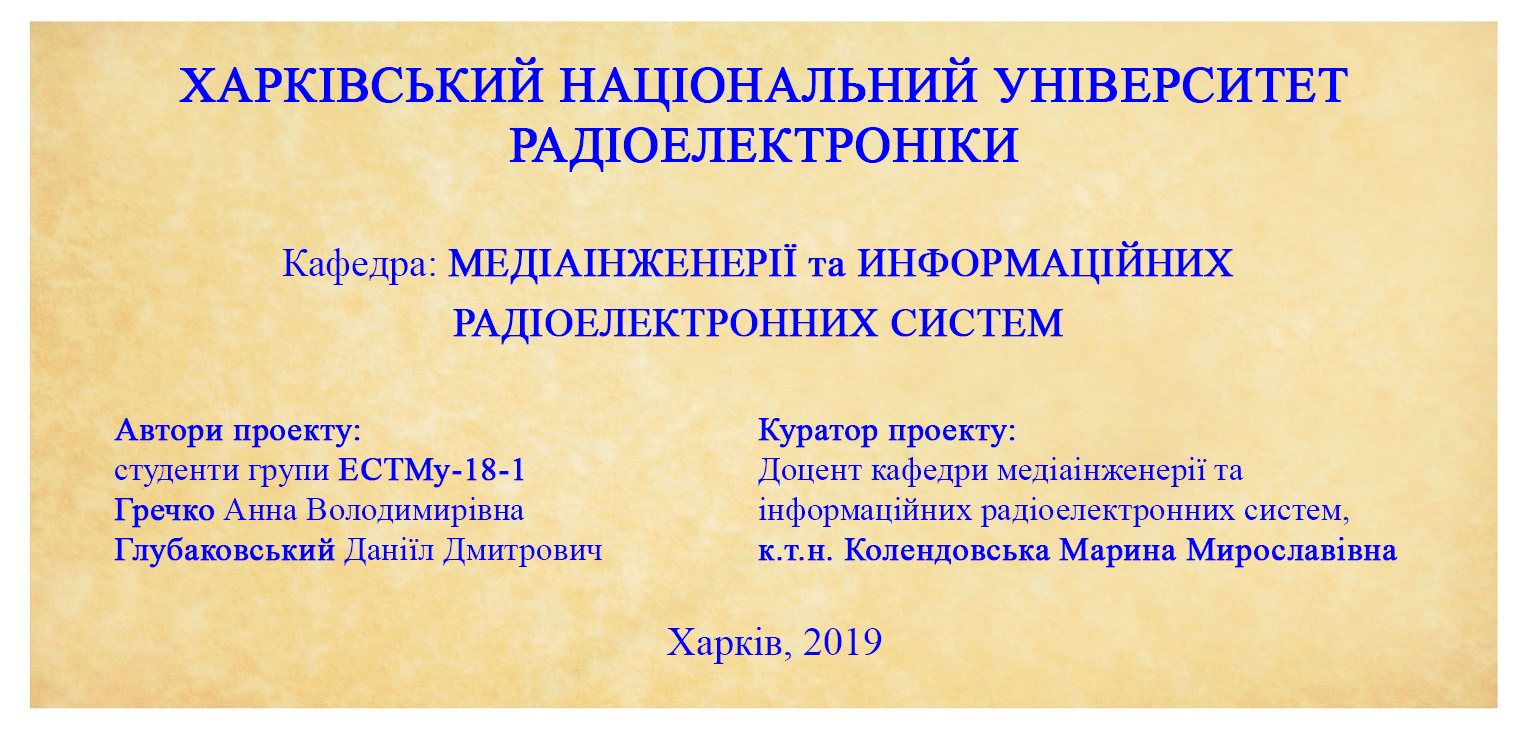 ХАРКІВСЬКИЙ НАЦІОНАЛЬНИЙ УНІВЕРСИТЕТ
РАДІОЕЛЕКТРОНІКИ
Кафедра: МЕДІАІНЖЕНЕРІЇ та ИНФОРМАЦІЙНИХ
РАДІОЕЛЕКТРОННИХ СИСТЕМ
Автори проекту:
студенти групи ЕСТМу-18-1
Гречко Анна Володимирівна
Глубаковський Даніїл Дмитрович
Куратор проекту:
Доцент кафедри медіаінженерії та
інформаційних радіоелектронних систем,
к.т.н. Колендовська Марина Мирославівна
Харків, 2019